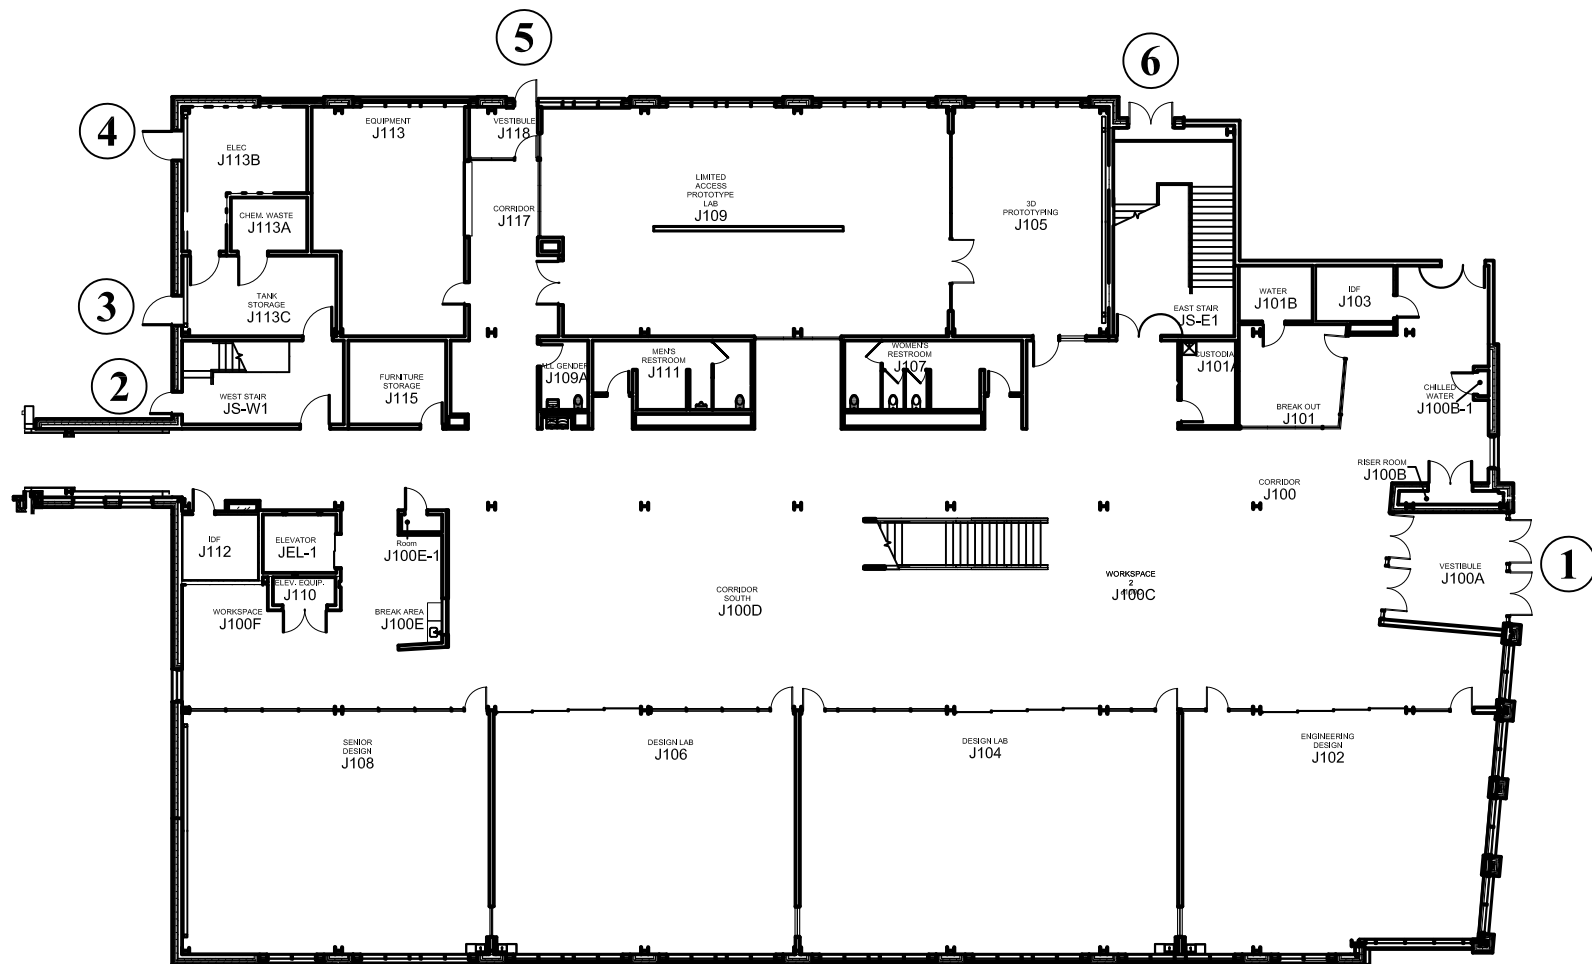 5
6
4
EQUIPMENT
J113
VESTIBULE
J118
ELEC
J113B
LIMITED
ACCESS
PROTOTYPE
LAB
J109
3D
PROTOTYPING
J105
CHEM. WASTE
J113A
CORRIDOR
J117
3
TANK
STORAGE
J113C
EAST STAIR
JS-E1
WATER
J101B
IDF
J103
2
WEST STAIR
JS-W1
FURNITURE
STORAGE
J115
ALL GENDER
J109A
MEN'S
RESTROOM
J111
WOMEN'S
RESTROOM
J107
J101A
BREAK OUT
J101
CHILLED
WATER
J100B-1
RISER ROOM
J100B
CORRIDOR
J100
IDF
J112
ELEVATOR
JEL-1
Room
J100E-1
1
VESTIBULE
J100A
ELEV. EQUIP.
J110
WORKSPACE
J100F
BREAK AREA
J100E
CORRIDOR
SOUTH
J100D
WORKSPACE
2
J100C
SENIOR
DESIGN
J108
DESIGN LAB
J106
DESIGN LAB
J104
ENGINEERING
DESIGN
J102